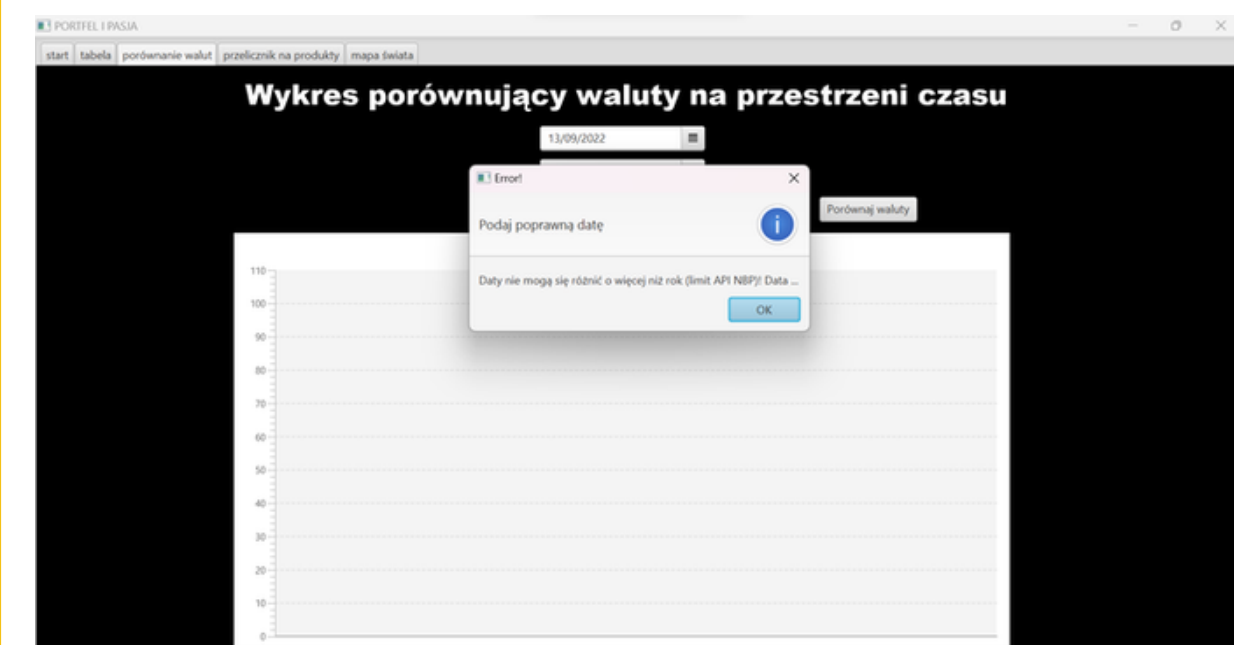 PORTFEL I PASJA
start tabela porównanie walut przelicznik na produkty mapa świata
Wykres porównujący waluty na przestrzeni czasu
13/09/2022
Error!
Podaj poprawną datę
Porównaj waluty
Daty nie mogą się różnić o więcej niż rok (limit API NBP)! Data ...
OK
110
100
90
80
70
60
50
40
30
20
10
0